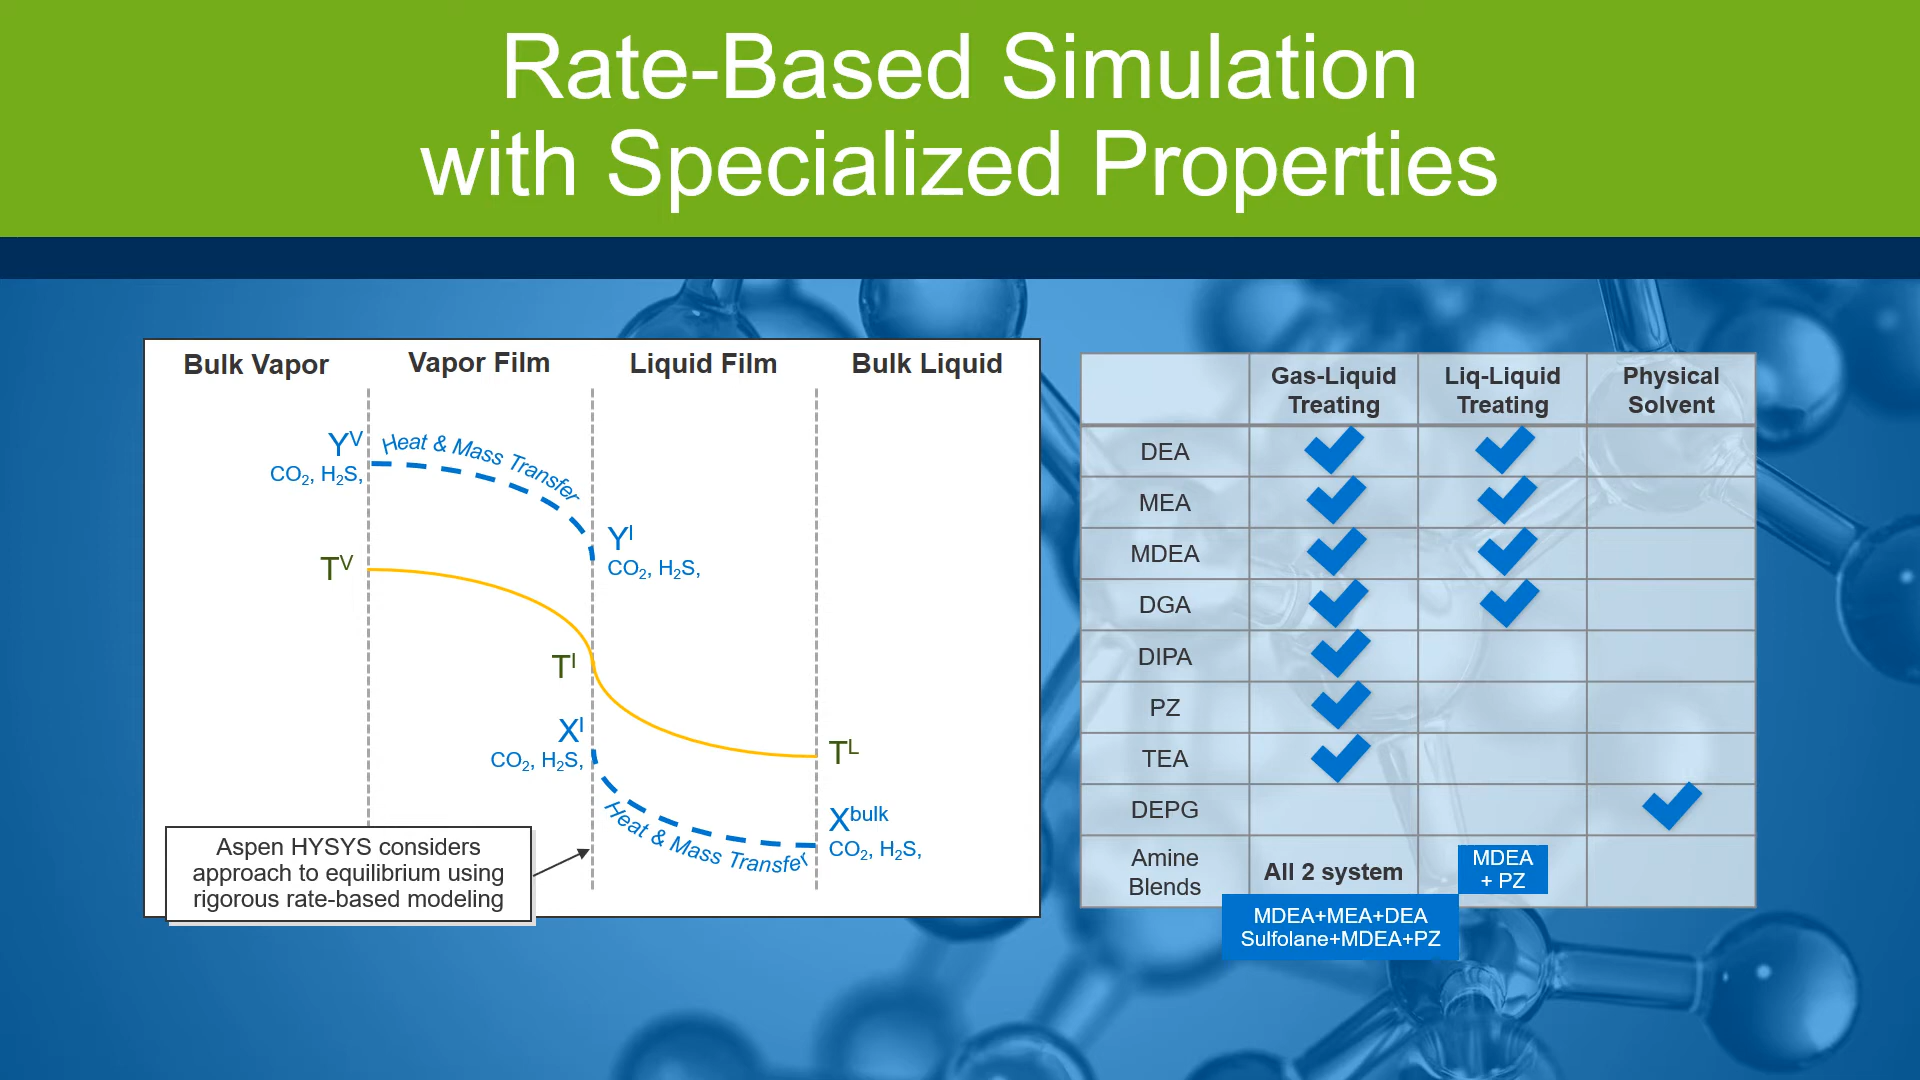 Rate-Based Simulation
with Specialized Properties
Bulk Vapor
Vapor Film
Liquid Film
Bulk Liquid
Y^V
CO₂, H₂S,
Heat & Mass Transfer
Y^I
CO₂, H₂S,
T^V
T^I
X^I
CO₂, H₂S,
T^L
Heat & Mass Transfer
X^bulk
CO₂, H₂S,
Aspen HYSYS considers
approach to equilibrium using
rigorous rate-based modeling
Gas-Liquid
Treating
Liq-Liquid
Treating
Physical
Solvent
DEA
MEA
MDEA
DGA
DIPA
PZ
TEA
DEPG
Amine
Blends
All 2 system
MDEA
+ PZ
MDEA+MEA+DEA
Sulfolane+MDEA+PZ